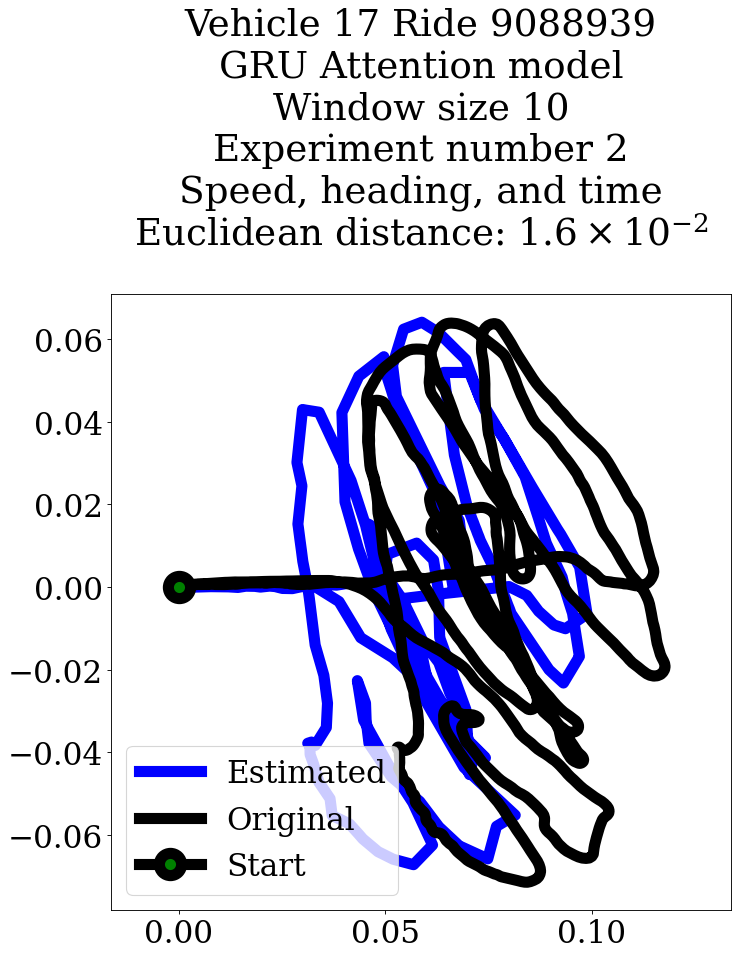 Vehicle 17 Ride 9088939
GRU Attention model
Window size 10
Experiment number 2
Speed, heading, and time
Euclidean distance: 1.6 × 10⁻²
0.06
0.04
0.02
0.00
−0.02
−0.04
−0.06
Estimated
Original
Start
0.00 0.05 0.10